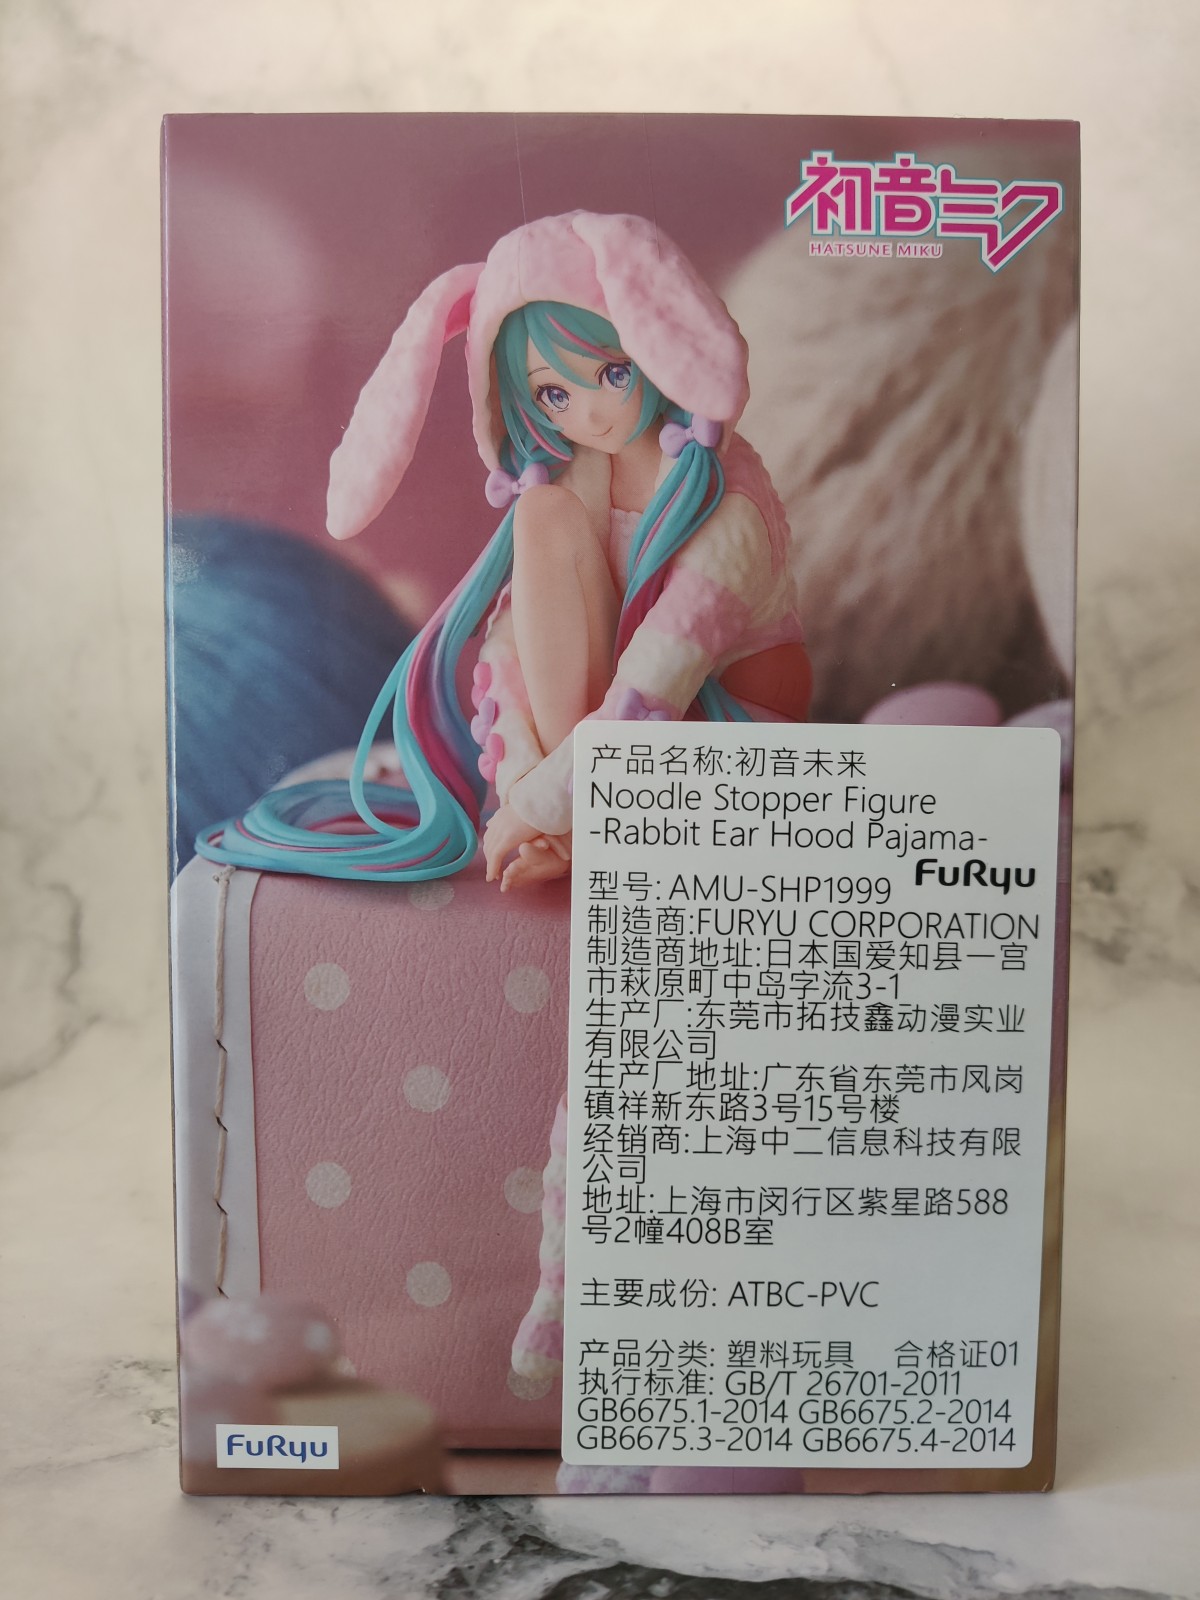 初音ミク
HATSUNE MIKU
产品名称:初音未来
Noodle Stopper Figure
-Rabbit Ear Hood Pajama-
FuRyu
型号: AMU-SHP1999
制造商:FURYU CORPORATION
制造商地址:日本国爱知县一宫
市萩原町中岛字流3-1
生产厂:东莞市拓技鑫动漫实业
有限公司
生产厂地址:广东省东莞市凤岗
镇祥新东路3号15号楼
经销商:上海中二信息科技有限
公司
地址:上海市闵行区紫星路588
号2幢408B室
主要成份: ATBC-PVC
产品分类: 塑料玩具 合格证01
执行标准: GB/T 26701-2011
GB6675.1-2014 GB6675.2-2014
GB6675.3-2014 GB6675.4-2014
FuRyu